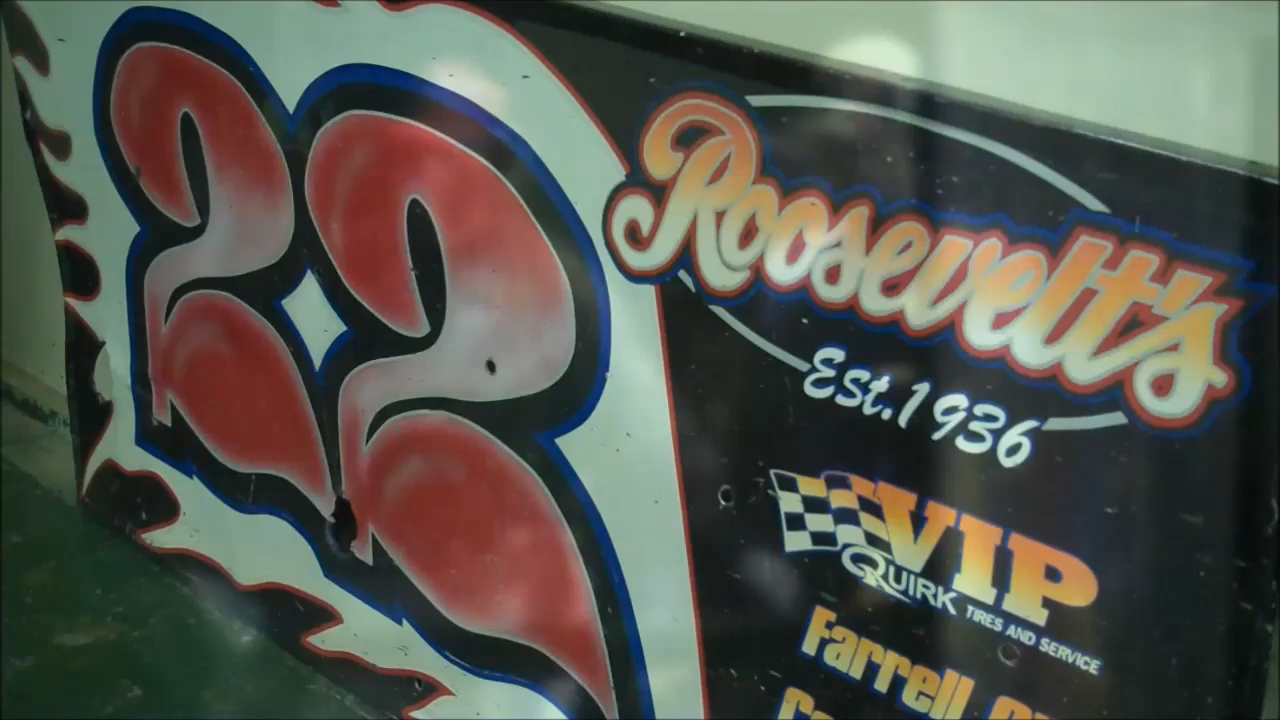 22
Roosevelt's
Est.1936
VIP
QUIRK TIRES AND SERVICE
Farrell